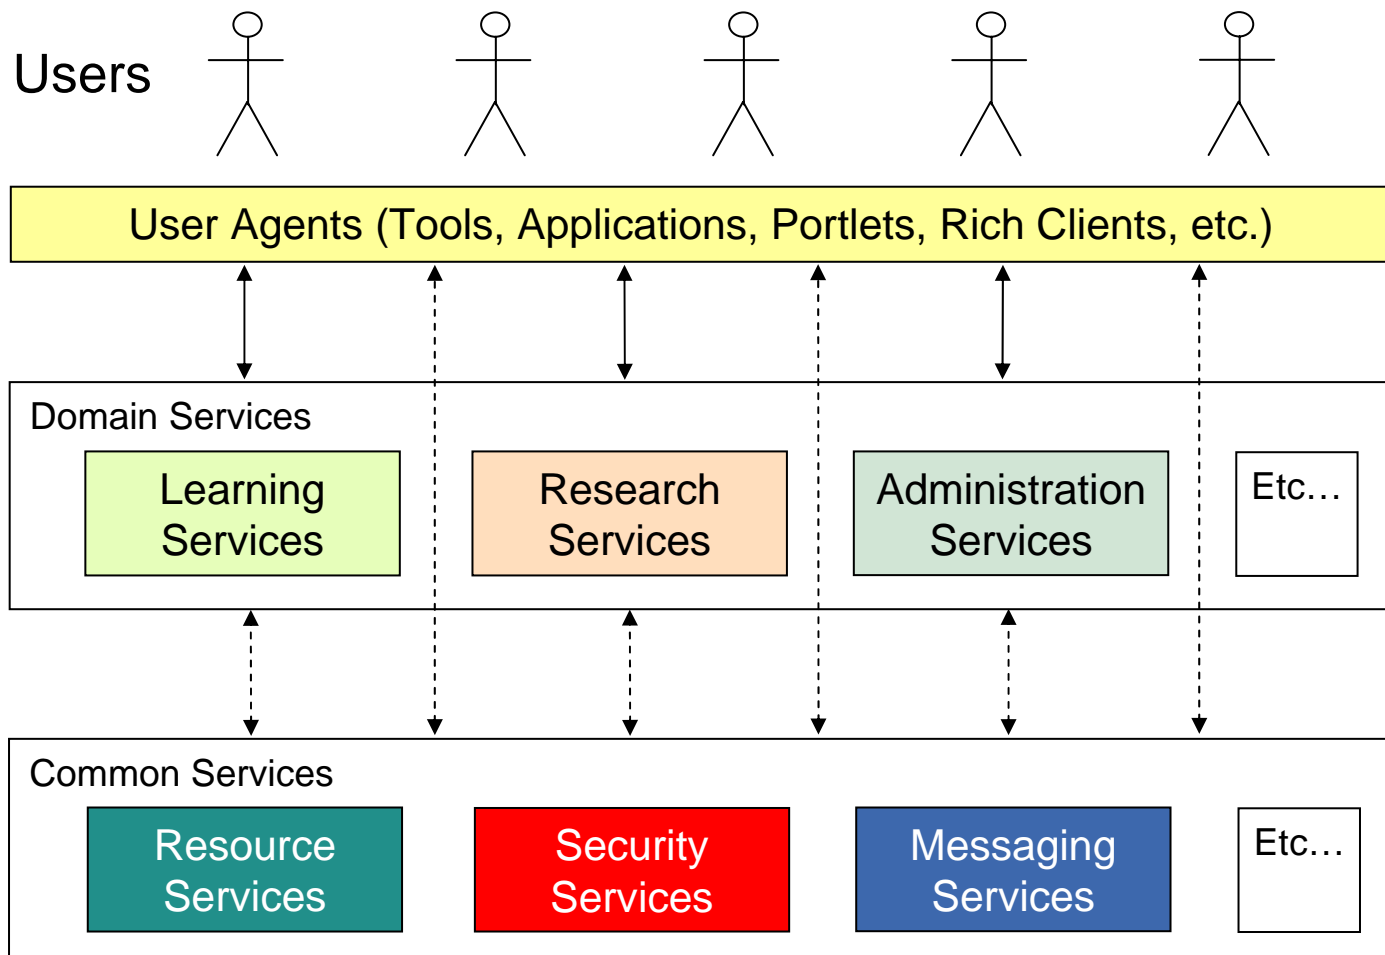 Users
User Agents (Tools, Applications, Portlets, Rich Clients, etc.)
Domain Services
Learning
Services
Research
Services
Administration
Services
Etc…
Common Services
Resource
Services
Security
Services
Messaging
Services
Etc…